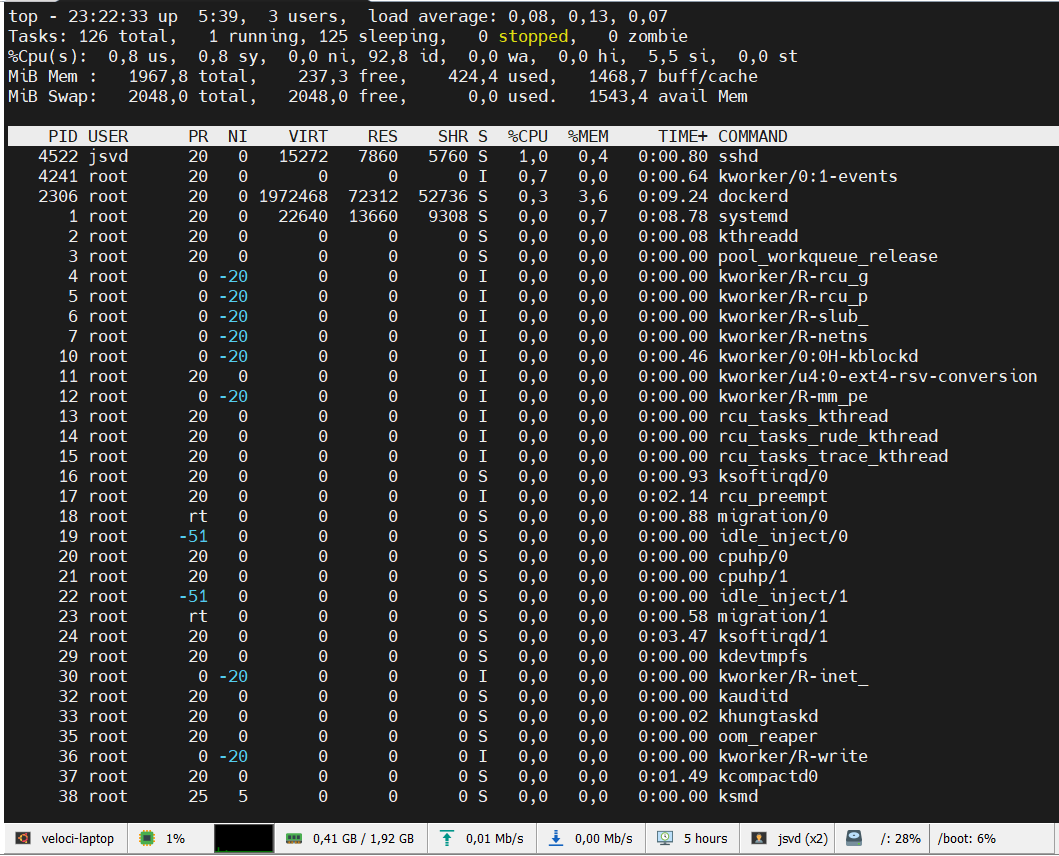 top - 23:22:33 up  5:39,  3 users,  load average: 0,08, 0,13, 0,07
Tasks: 126 total,   1 running, 125 sleeping,   0 stopped,   0 zombie
%Cpu(s):  0,8 us,  0,8 sy,  0,0 ni, 92,8 id,  0,0 wa,  0,0 hi,  5,5 si,  0,0 st
MiB Mem :   1967,8 total,    237,3 free,    424,4 used,   1468,7 buff/cache
MiB Swap:   2048,0 total,   2048,0 free,      0,0 used.   1543,4 avail Mem
PID USER PR NI VIRT RES SHR S %CPU %MEM TIME+ COMMAND
4522 jsvd 20 0 15272 7860 5760 S 1,0 0,4 0:00.80 sshd
4241 root 20 0 0 0 0 I 0,7 0,0 0:00.64 kworker/0:1-events
2306 root 20 0 1972468 72312 52736 S 0,3 3,6 0:09.24 dockerd
1 root 20 0 22640 13660 9308 S 0,0 0,7 0:08.78 systemd
2 root 20 0 0 0 0 S 0,0 0,0 0:00.08 kthreadd
3 root 20 0 0 0 0 S 0,0 0,0 0:00.00 pool_workqueue_release
4 root 0 -20 0 0 0 I 0,0 0,0 0:00.00 kworker/R-rcu_g
5 root 0 -20 0 0 0 I 0,0 0,0 0:00.00 kworker/R-rcu_p
6 root 0 -20 0 0 0 I 0,0 0,0 0:00.00 kworker/R-slub_
7 root 0 -20 0 0 0 I 0,0 0,0 0:00.00 kworker/R-netns
10 root 0 -20 0 0 0 I 0,0 0,0 0:00.46 kworker/0:0H-kblockd
11 root 20 0 0 0 0 I 0,0 0,0 0:00.00 kworker/u4:0-ext4-rsv-conversion
12 root 0 -20 0 0 0 I 0,0 0,0 0:00.00 kworker/R-mm_pe
13 root 20 0 0 0 0 I 0,0 0,0 0:00.00 rcu_tasks_kthread
14 root 20 0 0 0 0 I 0,0 0,0 0:00.00 rcu_tasks_rude_kthread
15 root 20 0 0 0 0 I 0,0 0,0 0:00.00 rcu_tasks_trace_kthread
16 root 20 0 0 0 0 S 0,0 0,0 0:00.93 ksoftirqd/0
17 root 20 0 0 0 0 I 0,0 0,0 0:02.14 rcu_preempt
18 root rt 0 0 0 0 S 0,0 0,0 0:00.88 migration/0
19 root -51 0 0 0 0 S 0,0 0,0 0:00.00 idle_inject/0
20 root 20 0 0 0 0 S 0,0 0,0 0:00.00 cpuhp/0
21 root 20 0 0 0 0 S 0,0 0,0 0:00.00 cpuhp/1
22 root -51 0 0 0 0 S 0,0 0,0 0:00.00 idle_inject/1
23 root rt 0 0 0 0 S 0,0 0,0 0:00.58 migration/1
24 root 20 0 0 0 0 S 0,0 0,0 0:03.47 ksoftirqd/1
29 root 20 0 0 0 0 S 0,0 0,0 0:00.00 kdevtmpfs
30 root 0 -20 0 0 0 I 0,0 0,0 0:00.00 kworker/R-inet_
32 root 20 0 0 0 0 S 0,0 0,0 0:00.00 kauditd
33 root 20 0 0 0 0 S 0,0 0,0 0:00.02 khungtaskd
35 root 20 0 0 0 0 S 0,0 0,0 0:00.00 oom_reaper
36 root 0 -20 0 0 0 I 0,0 0,0 0:00.00 kworker/R-write
37 root 20 0 0 0 0 S 0,0 0,0 0:01.49 kcompactd0
38 root 25 5 0 0 0 S 0,0 0,0 0:00.00 ksmd
veloci-laptop 1% 0,41 GB / 1,92 GB 0,01 Mb/s 0,00 Mb/s 5 hours jsvd (x2) /: 28% /boot: 6%